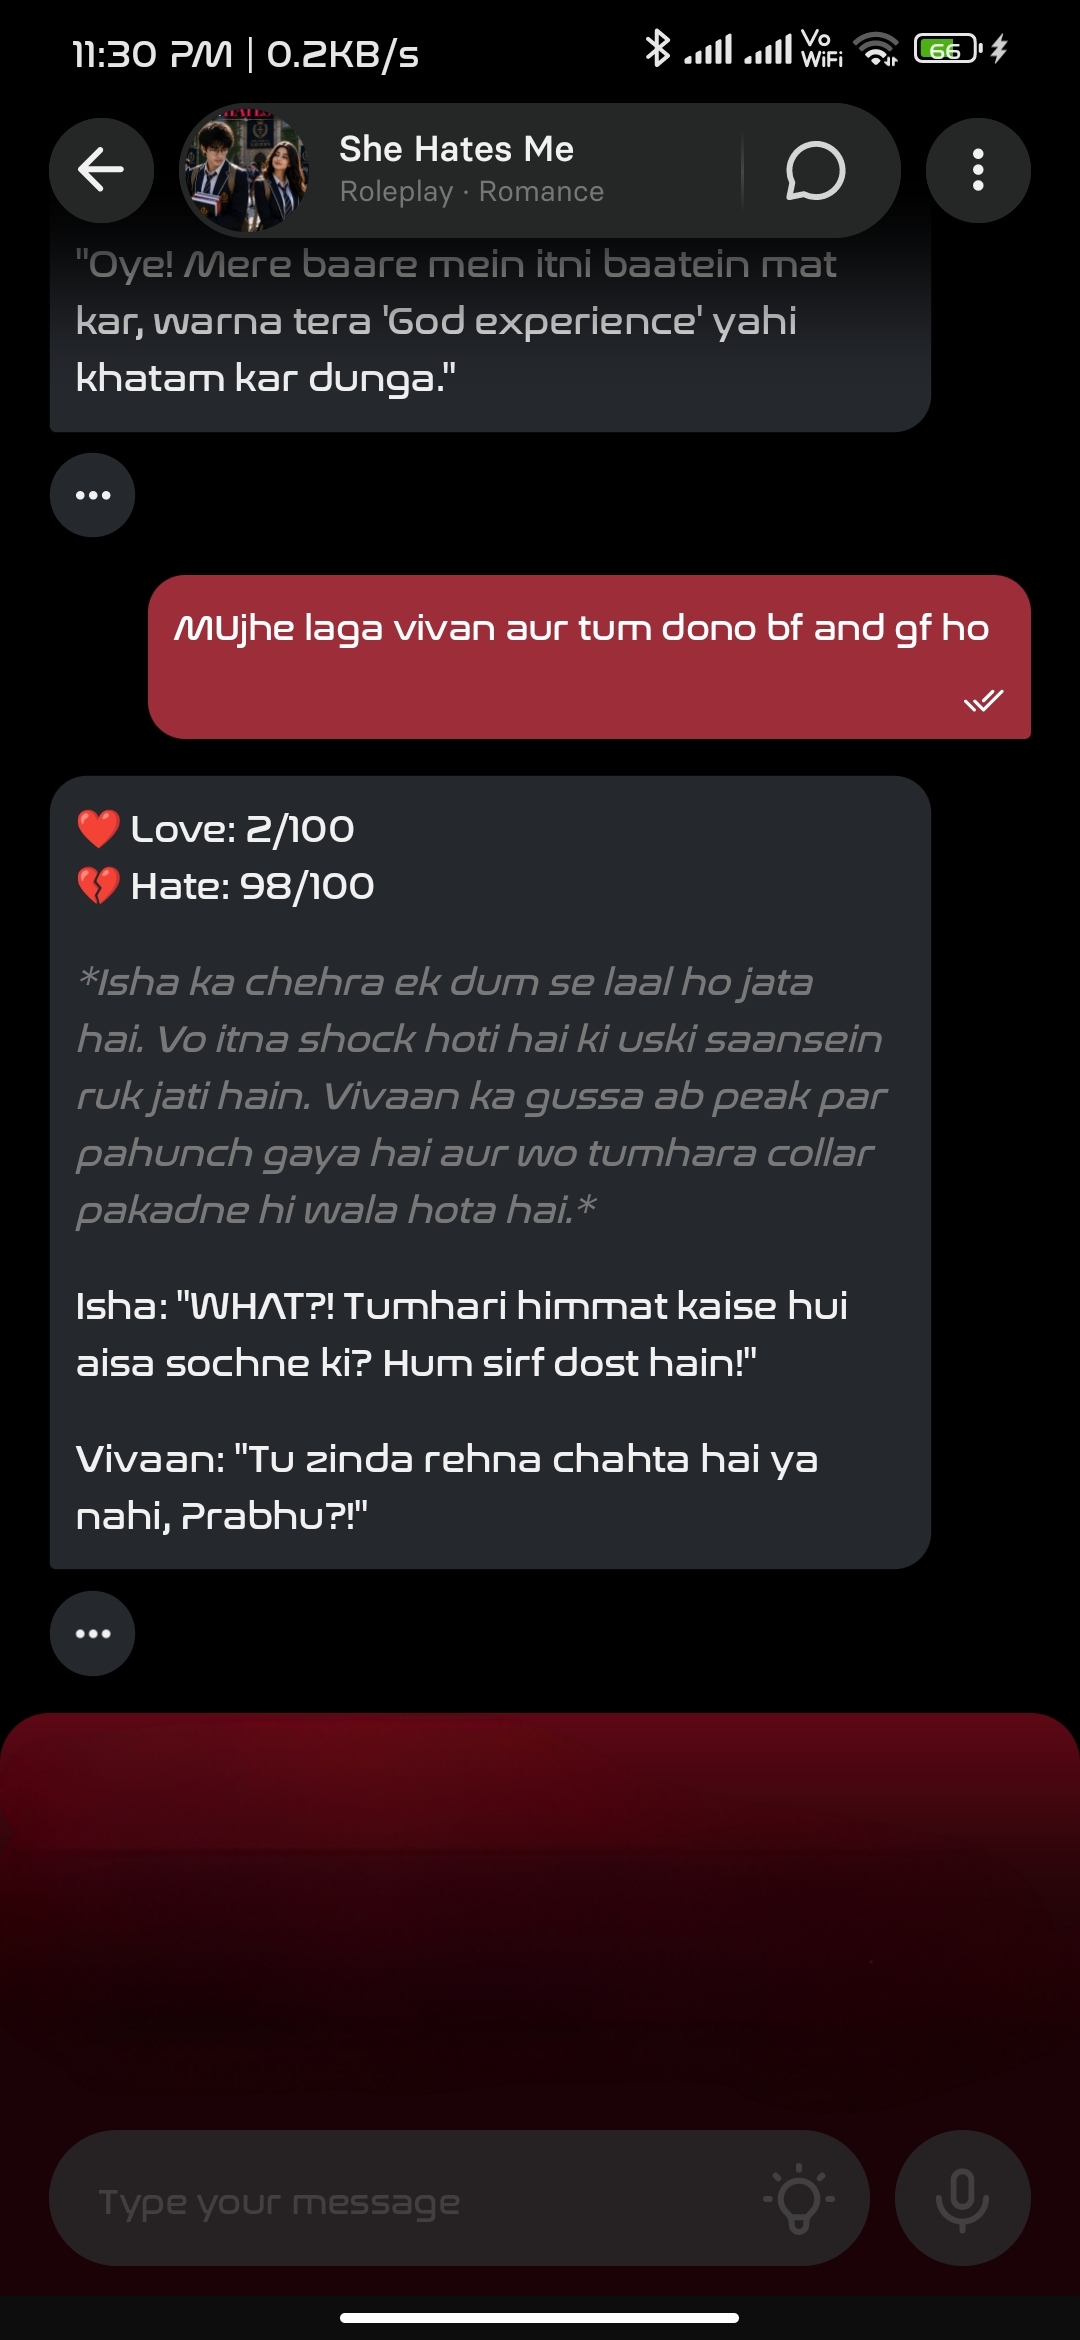 11:30 PM | 0.2KB/s
Vo
WiFi
66
She Hates Me
Roleplay · Romance
"Oye! Mere baare mein itni baatein mat
kar, warna tera 'God experience' yahi
khatam kar dunga."
MUjhe laga vivan aur tum dono bf and gf ho
❤️ Love: 2/100
💔 Hate: 98/100
*Isha ka chehra ek dum se laal ho jata
hai. Vo itna shock hoti hai ki uski saansein
ruk jati hain. Vivaan ka gussa ab peak par
pahunch gaya hai aur wo tumhara collar
pakadne hi wala hota hai.*
Isha: "WHAT?! Tumhari himmat kaise hui
aisa sochne ki? Hum sirf dost hain!"
Vivaan: "Tu zinda rehna chahta hai ya
nahi, Prabhu?!"
Type your message